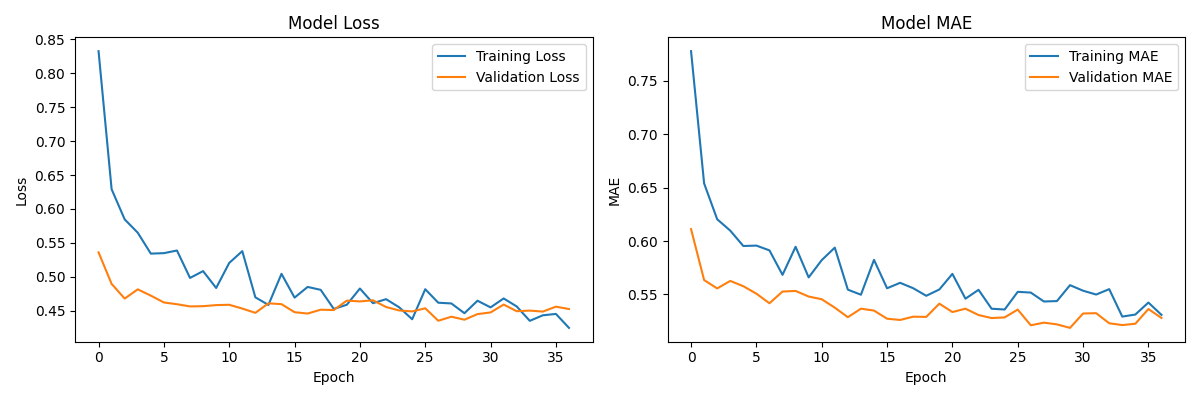 Model Loss
0.85
0.80
0.75
0.70
0.65
0.60
0.55
0.50
0.45
Loss
0 5 10 15 20 25 30 35
Epoch
Training Loss
Validation Loss
Model MAE
0.75
0.70
0.65
0.60
0.55
MAE
0 5 10 15 20 25 30 35
Epoch
Training MAE
Validation MAE